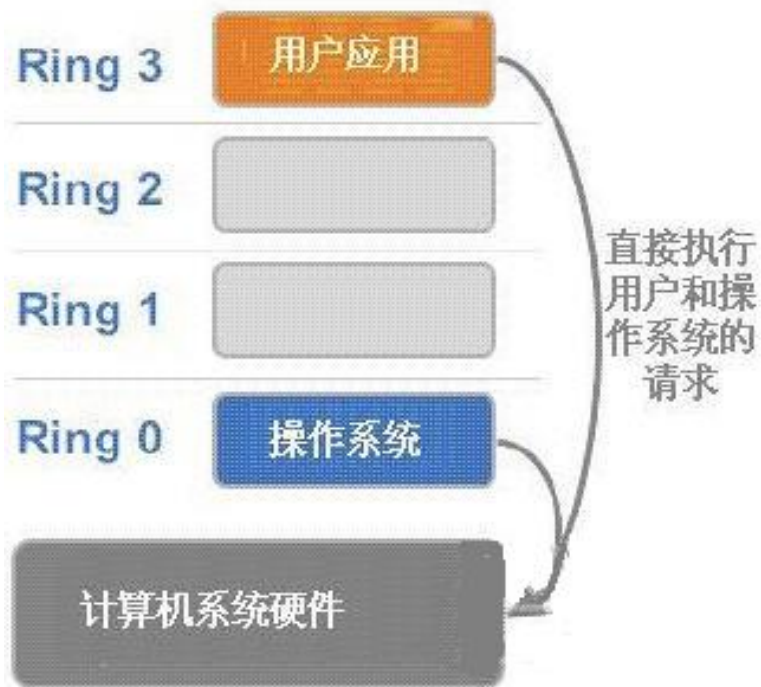 Ring 3
用户应用
Ring 2
Ring 1
直接执行
用户和操
作系统的
请求
Ring 0
操作系统
计算机系统硬件